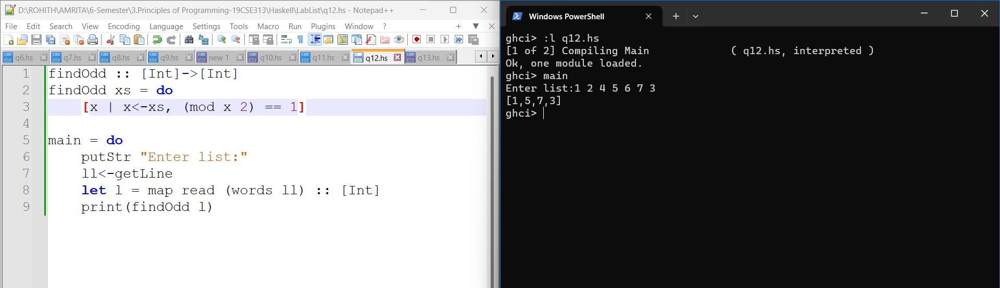 D:\ROHITH\AMRITA\6-Semester\3.Principles of Programming-19CSE313\Haskell\LabList\q12.hs - Notepad++
File Edit Search View Encoding Language Settings Tools Macro Run Plugins Window ?
q6.hs q7.hs q8.hs q9.hs new 1 q10.hs q11.hs q12.hs q13.hs
1 findOdd :: [Int]->[Int]
2 findOdd xs = do
3     [x | x<-xs, (mod x 2) == 1]
4
5 main = do
6     putStr "Enter list:"
7     ll<-getLine
8     let l = map read (words ll) :: [Int]
9     print(findOdd l)
Windows PowerShell
ghci> :l q12.hs
[1 of 2] Compiling Main             ( q12.hs, interpreted )
Ok, one module loaded.
ghci> main
Enter list:1 2 4 5 6 7 3
[1,5,7,3]
ghci>